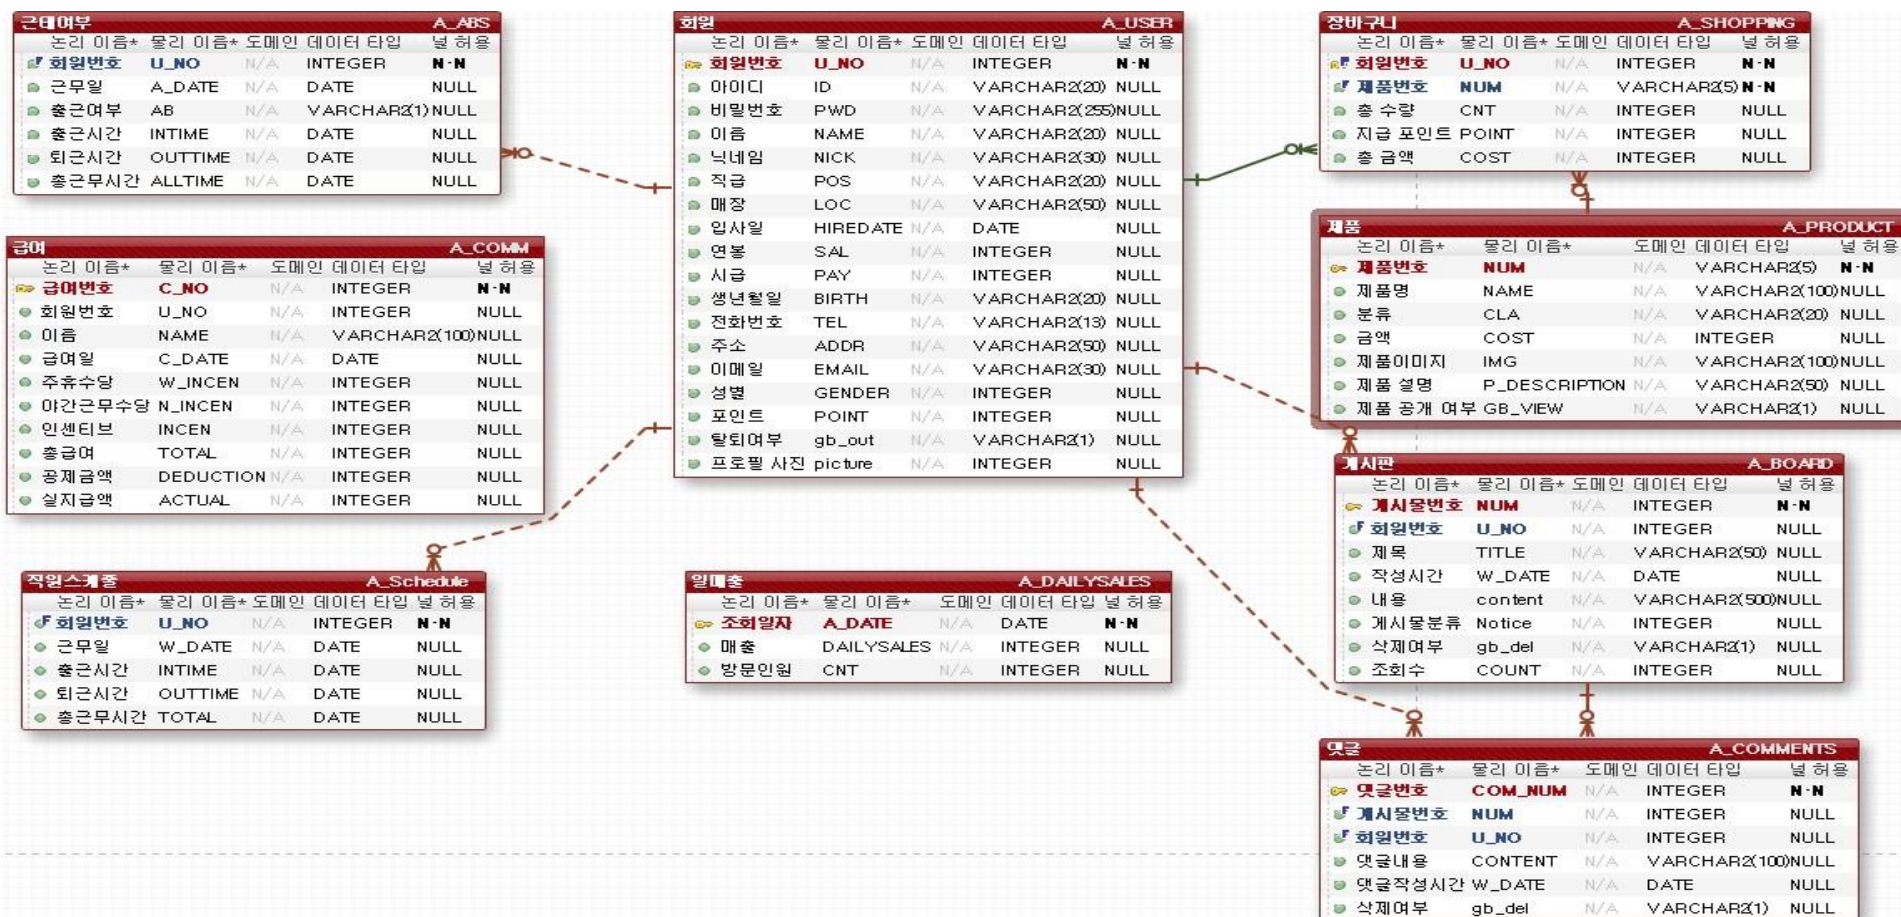 근태여부 A_ABS
논리 이름* 물리 이름* 도메인 데이터 타입 널 허용
회원번호 U_NO N/A INTEGER N-N
근무일 A_DATE N/A DATE NULL
출근여부 AB N/A VARCHAR2(1) NULL
출근시간 INTIME N/A DATE NULL
퇴근시간 OUTTIME N/A DATE NULL
총근무시간 ALLTIME N/A DATE NULL
급여 A_COMM
논리 이름* 물리 이름* 도메인 데이터 타입 널 허용
급여번호 C_NO N/A INTEGER N-N
회원번호 U_NO N/A INTEGER NULL
이름 NAME N/A VARCHAR2(100) NULL
급여일 C_DATE N/A DATE NULL
주휴수당 W_INCEN N/A INTEGER NULL
야간근무수당 N_INCEN N/A INTEGER NULL
인센티브 INCEN N/A INTEGER NULL
총급여 TOTAL N/A INTEGER NULL
공제금액 DEDUCTION N/A INTEGER NULL
실지급액 ACTUAL N/A INTEGER NULL
직원스케줄 A_Schedule
논리 이름* 물리 이름* 도메인 데이터 타입 널 허용
회원번호 U_NO N/A INTEGER N-N
근무일 W_DATE N/A DATE NULL
출근시간 INTIME N/A DATE NULL
퇴근시간 OUTTIME N/A DATE NULL
총근무시간 TOTAL N/A DATE NULL
회원 A_USER
논리 이름* 물리 이름* 도메인 데이터 타입 널 허용
회원번호 U_NO N/A INTEGER N-N
아이디 ID N/A VARCHAR2(20) NULL
비밀번호 PWD N/A VARCHAR2(255) NULL
이름 NAME N/A VARCHAR2(20) NULL
닉네임 NICK N/A VARCHAR2(30) NULL
직급 POS N/A VARCHAR2(20) NULL
매장 LOC N/A VARCHAR2(50) NULL
입사일 HIREDATE N/A DATE NULL
연봉 SAL N/A INTEGER NULL
시급 PAY N/A INTEGER NULL
생년월일 BIRTH N/A VARCHAR2(20) NULL
전화번호 TEL N/A VARCHAR2(13) NULL
주소 ADDR N/A VARCHAR2(50) NULL
이메일 EMAIL N/A VARCHAR2(30) NULL
성별 GENDER N/A INTEGER NULL
포인트 POINT N/A INTEGER NULL
탈퇴여부 gb_out N/A VARCHAR2(1) NULL
프로필 사진 picture N/A INTEGER NULL
일매출 A_DAILYSALES
논리 이름* 물리 이름* 도메인 데이터 타입 널 허용
조회일자 A_DATE N/A DATE N-N
매출 DAILYSALES N/A INTEGER NULL
방문인원 CNT N/A INTEGER NULL
장바구니 A_SHOPPING
논리 이름* 물리 이름* 도메인 데이터 타입 널 허용
회원번호 U_NO N/A INTEGER N-N
제품번호 NUM N/A VARCHAR2(5) N-N
총 수량 CNT N/A INTEGER NULL
지급 포인트 POINT N/A INTEGER NULL
총 금액 COST N/A INTEGER NULL
제품 A_PRODUCT
논리 이름* 물리 이름* 도메인 데이터 타입 널 허용
제품번호 NUM N/A VARCHAR2(5) N-N
제품명 NAME N/A VARCHAR2(100) NULL
분류 CLA N/A VARCHAR2(20) NULL
금액 COST N/A INTEGER NULL
제품이미지 IMG N/A VARCHAR2(100) NULL
제품 설명 P_DESCRIPTION N/A VARCHAR2(50) NULL
제품 공개 여부 GB_VIEW N/A VARCHAR2(1) NULL
게시판 A_BOARD
논리 이름* 물리 이름* 도메인 데이터 타입 널 허용
게시물번호 NUM N/A INTEGER N-N
회원번호 U_NO N/A INTEGER NULL
제목 TITLE N/A VARCHAR2(50) NULL
작성시간 W_DATE N/A DATE NULL
내용 content N/A VARCHAR2(500) NULL
게시물분류 Notice N/A INTEGER NULL
삭제여부 gb_del N/A VARCHAR2(1) NULL
조회수 COUNT N/A INTEGER NULL
댓글 A_COMMENTS
논리 이름* 물리 이름* 도메인 데이터 타입 널 허용
댓글번호 COM_NUM N/A INTEGER N-N
게시물번호 NUM N/A INTEGER NULL
회원번호 U_NO N/A INTEGER NULL
댓글내용 CONTENT N/A VARCHAR2(100) NULL
댓글작성시간 W_DATE N/A DATE NULL
삭제여부 gb_del N/A VARCHAR2(1) NULL